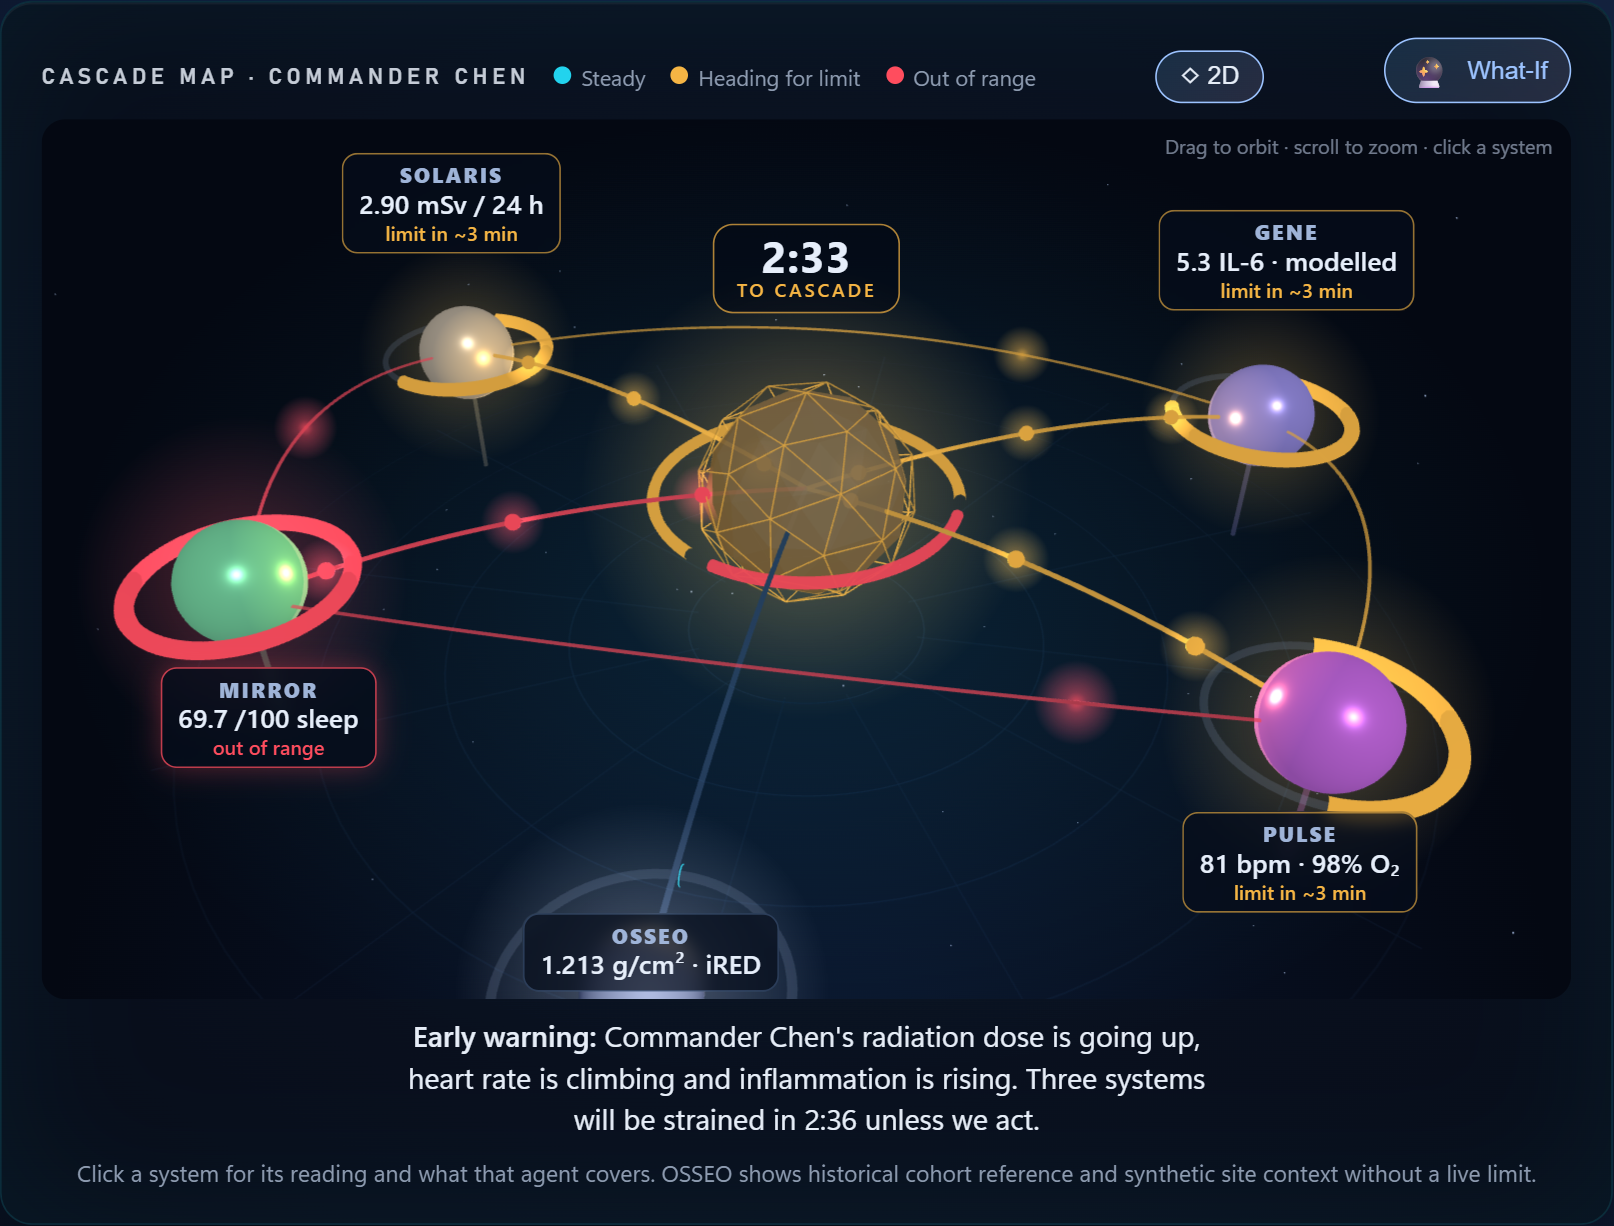 CASCADE MAP · COMMANDER CHEN
Steady
Heading for limit
Out of range
◇ 2D
What-If
Drag to orbit · scroll to zoom · click a system
SOLARIS
2.90 mSv / 24 h
limit in ~3 min
2:33
TO CASCADE
GENE
5.3 IL-6 · modelled
limit in ~3 min
MIRROR
69.7 /100 sleep
out of range
PULSE
81 bpm · 98% O₂
limit in ~3 min
OSSEO
1.213 g/cm² · iRED
Early warning: Commander Chen's radiation dose is going up,
heart rate is climbing and inflammation is rising. Three systems
will be strained in 2:36 unless we act.
Click a system for its reading and what that agent covers. OSSEO shows historical cohort reference and synthetic site context without a live limit.